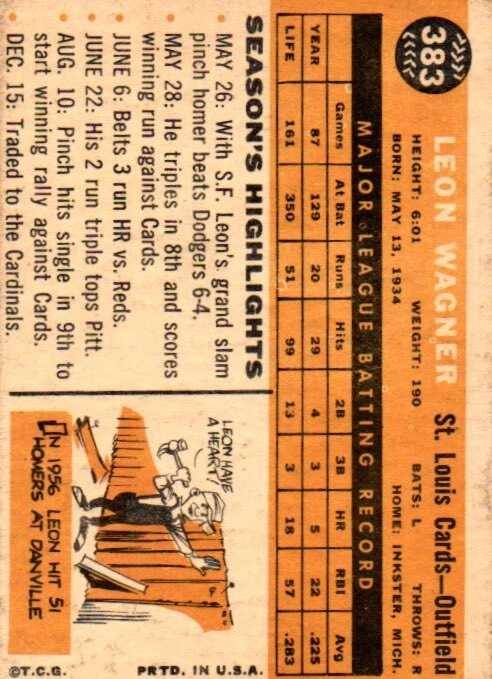 383
LEON WAGNER St. Louis Cards—Outfield
HEIGHT: 6:01 WEIGHT: 190 BATS: L THROWS: R
BORN: MAY 13, 1934 HOME: INKSTER, MICH.
MAJOR LEAGUE BATTING RECORD
Games At Bat Runs Hits 2B 3B HR RBI Avg
YEAR 87 129 20 29 4 3 5 22 .225
LIFE 161 350 51 99 13 3 18 57 .283
SEASON'S HIGHLIGHTS
MAY 26: With S.F. Leon's grand slam
pinch homer beats Dodgers 6-4.
MAY 28: He triples in 8th and scores
winning run against Cards.
JUNE 6: Belts 3 run HR vs. Reds.
JUNE 22: His 2 run triple tops Pitt.
AUG. 10: Pinch hits single in 9th to
start winning rally against Cards.
DEC. 15: Traded to the Cardinals.
LEON HAVE
A HEART!
IN 1956 LEON HIT 51
HOMERS AT DANVILLE
©T.C.G. PRTD. IN U.S.A.